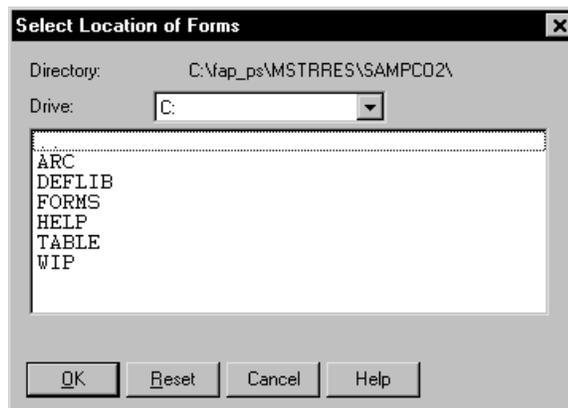 Select Location of Forms
Directory: C:\fap_ps\MSTRRES\SAMPCO2\
Drive: C:
..
ARC
DEFLIB
FORMS
HELP
TABLE
WIP
OK Reset Cancel Help